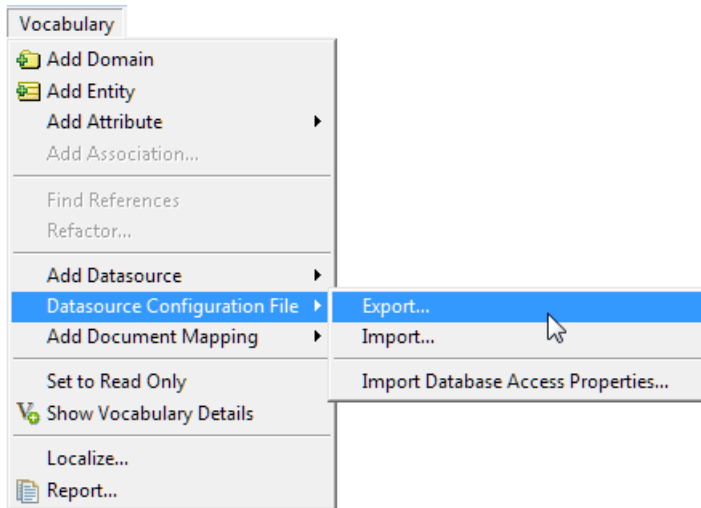 Vocabulary
Add Domain
Add Entity
Add Attribute
Add Association...
Find References
Refactor...
Add Datasource
Datasource Configuration File
Export...
Add Document Mapping
Import...
Set to Read Only
Import Database Access Properties...
Show Vocabulary Details
Localize...
Report...